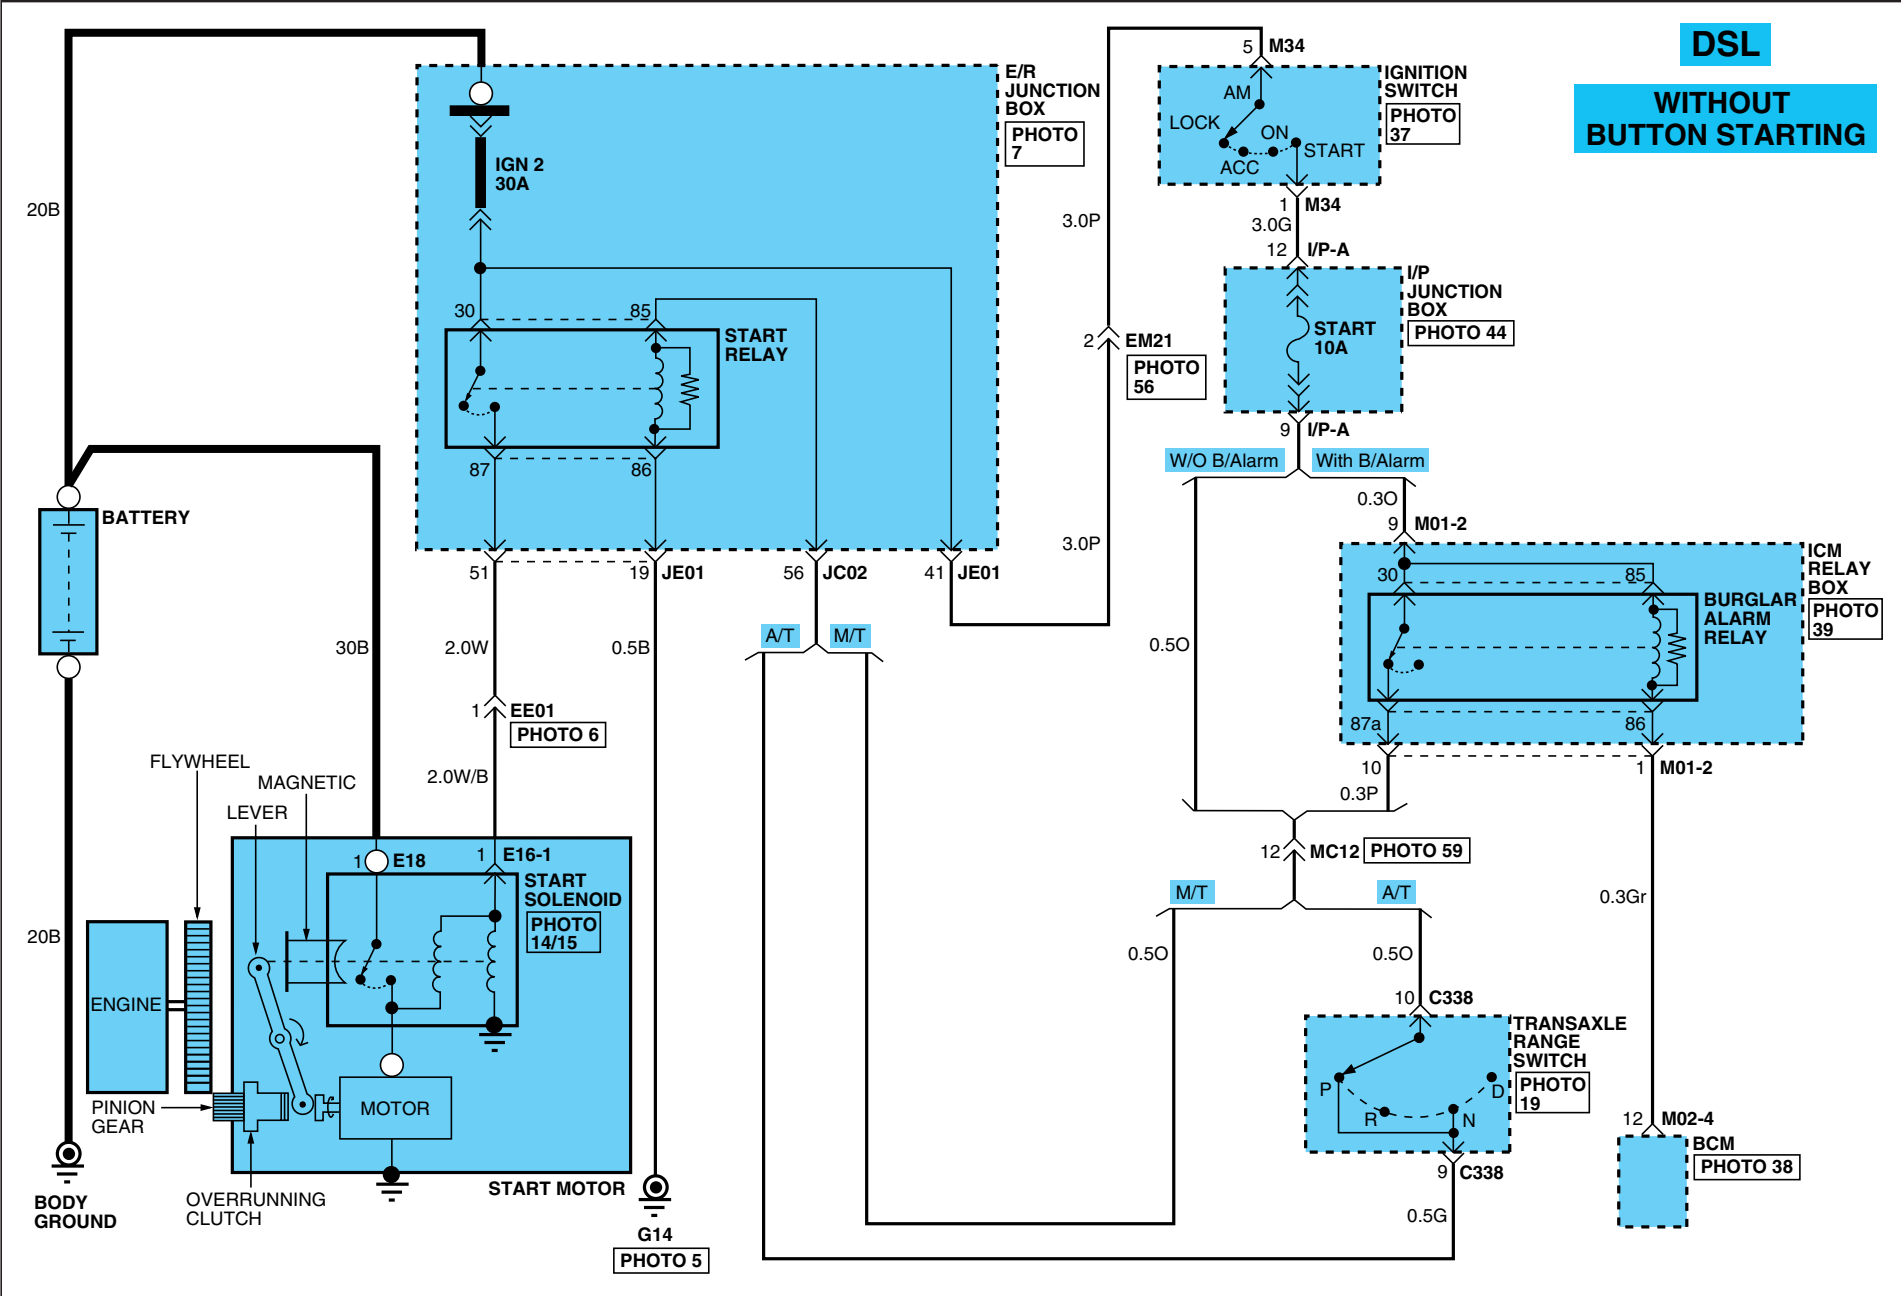 DSL
WITHOUT
BUTTON STARTING
20B
E/R
JUNCTION
BOX
PHOTO
7
IGN 2
30A
30
85
START
RELAY
87
86
51
19 JE01
56 JC02
41 JE01
5 M34
IGNITION
SWITCH
PHOTO
37
AM
LOCK
ON
START
ACC
1 M34
3.0G
12 I/P-A
I/P
JUNCTION
BOX
PHOTO 44
START
10A
9 I/P-A
3.0P
2 EM21
PHOTO
56
3.0P
W/O B/Alarm
With B/Alarm
0.3O
9 M01-2
ICM
RELAY
BOX
PHOTO
39
30
85
BURGLAR
ALARM
RELAY
87a
86
10
1 M01-2
0.3P
0.5O
12 MC12 PHOTO 59
M/T
A/T
0.5O
0.5O
0.3Gr
10 C338
TRANSAXLE
RANGE
SWITCH
PHOTO
19
P
R
N
D
9 C338
0.5G
12 M02-4
BCM
PHOTO 38
A/T
M/T
BATTERY
30B
2.0W
0.5B
1 EE01
PHOTO 6
2.0W/B
FLYWHEEL
MAGNETIC
LEVER
1 E18
1 E16-1
START
SOLENOID
PHOTO
14/15
20B
ENGINE
PINION
GEAR
MOTOR
OVERRUNNING
CLUTCH
START MOTOR
BODY
GROUND
G14
PHOTO 5